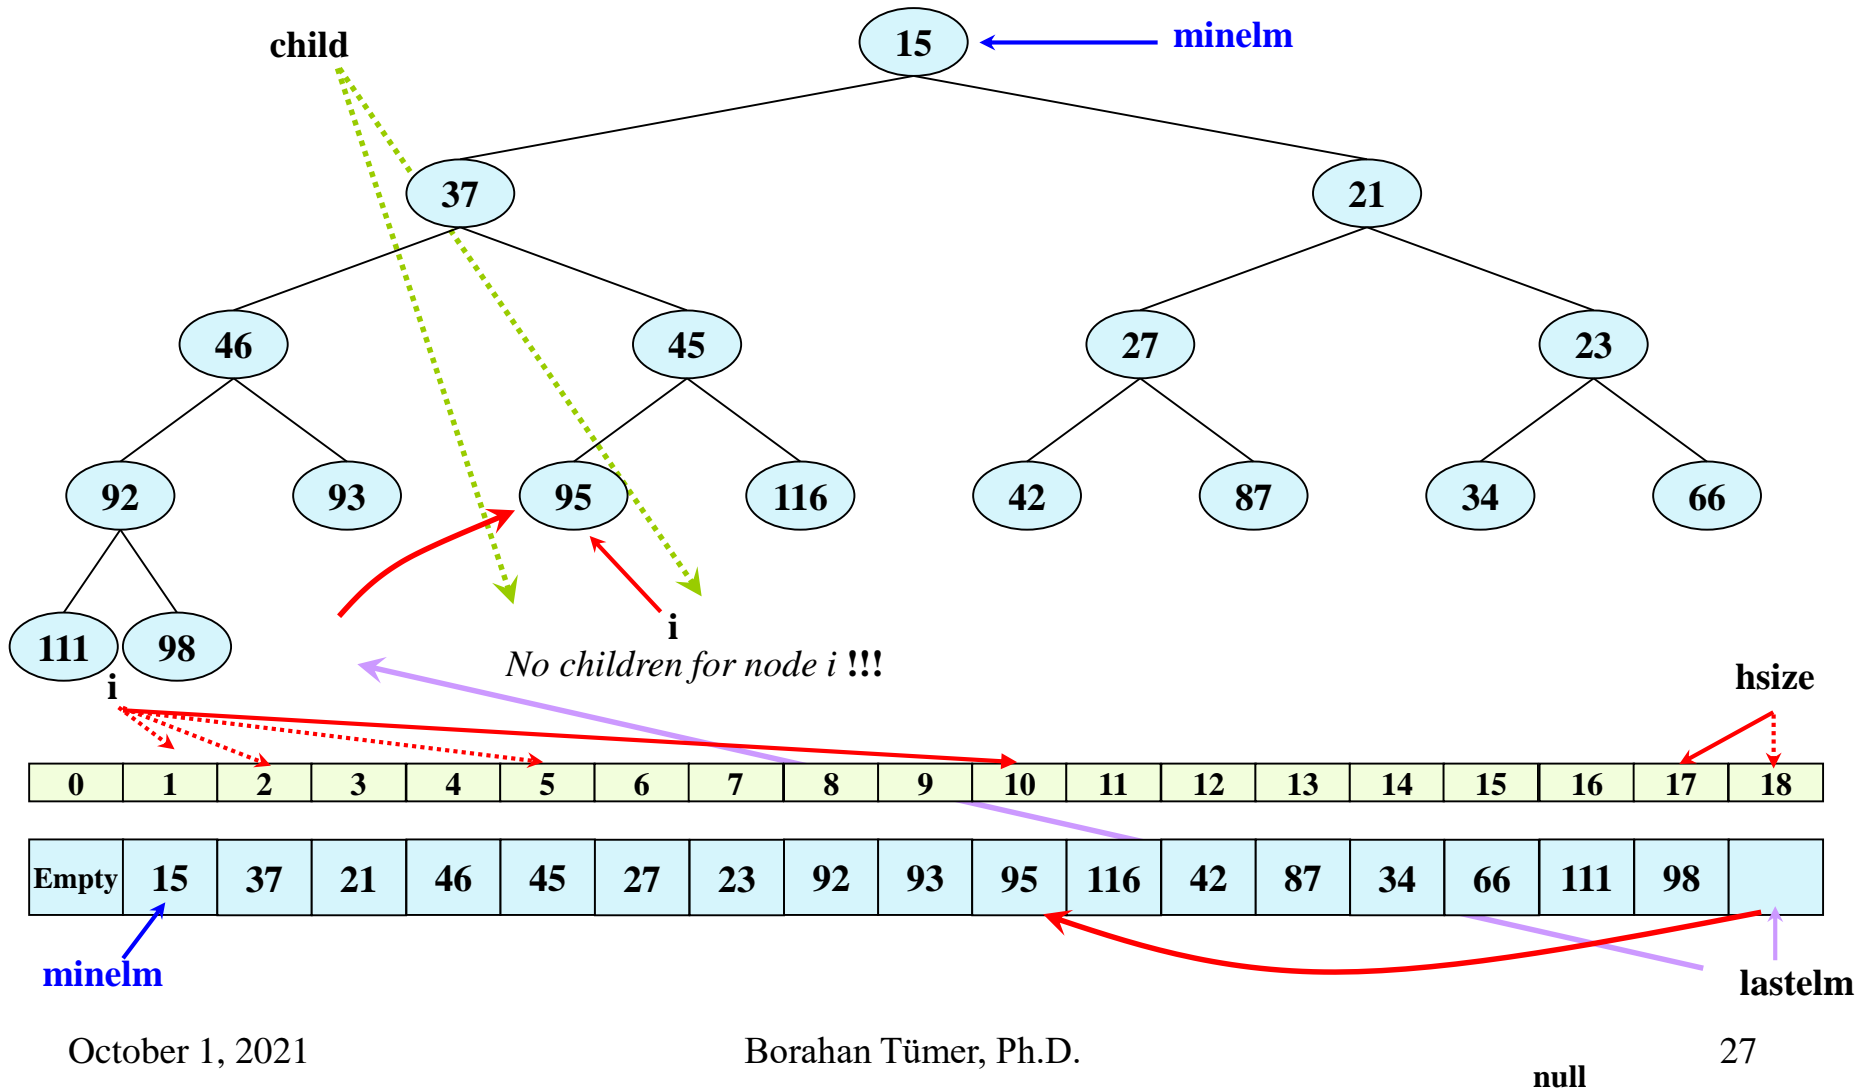 child
15 minelm
37 21
46 45 27 23
92 93 95 116 42 87 34 66
i
111 98
No children for node i !!!
i
hsize
0 1 2 3 4 5 6 7 8 9 10 11 12 13 14 15 16 17 18
Empty 15 37 21 46 45 27 23 92 93 95 116 42 87 34 66 111 98
minelm
lastelm
October 1, 2021 Borahan Tümer, Ph.D. 27
null